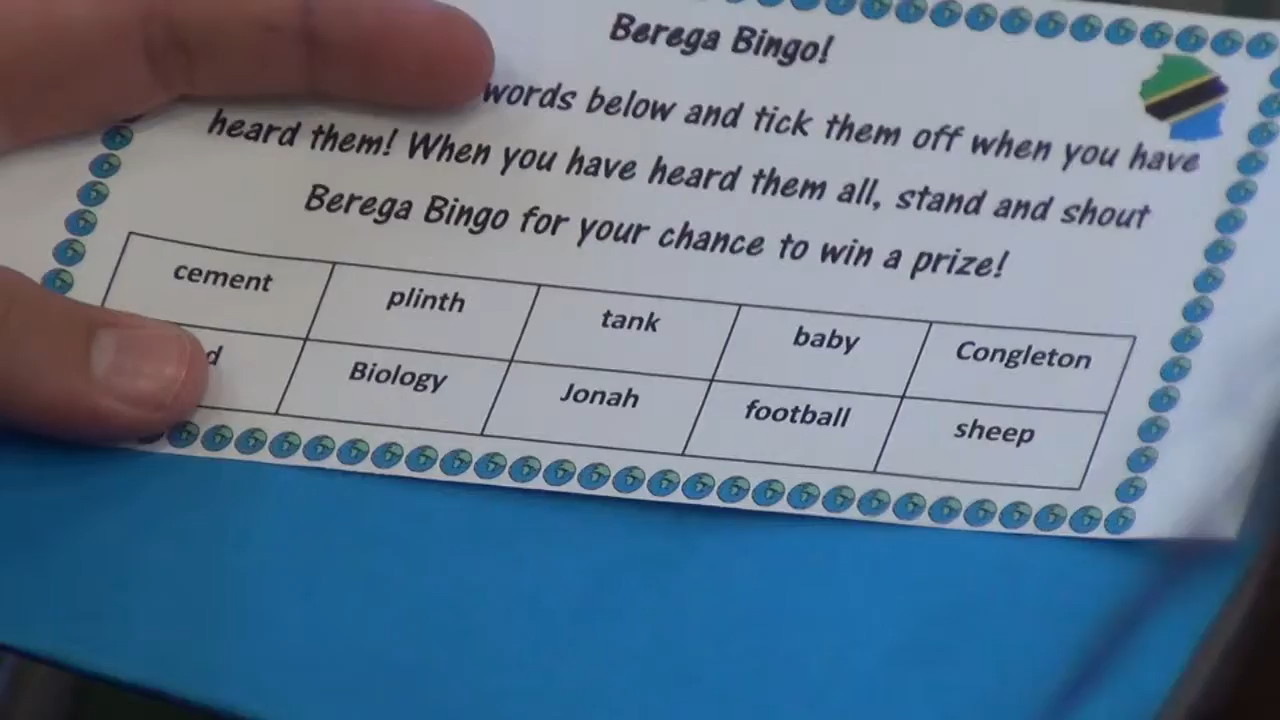 Berega Bingo!
words below and tick them off when you have
heard them! When you have heard them all, stand and shout
Berega Bingo for your chance to win a prize!
cement plinth tank baby Congleton
Biology Jonah football sheep